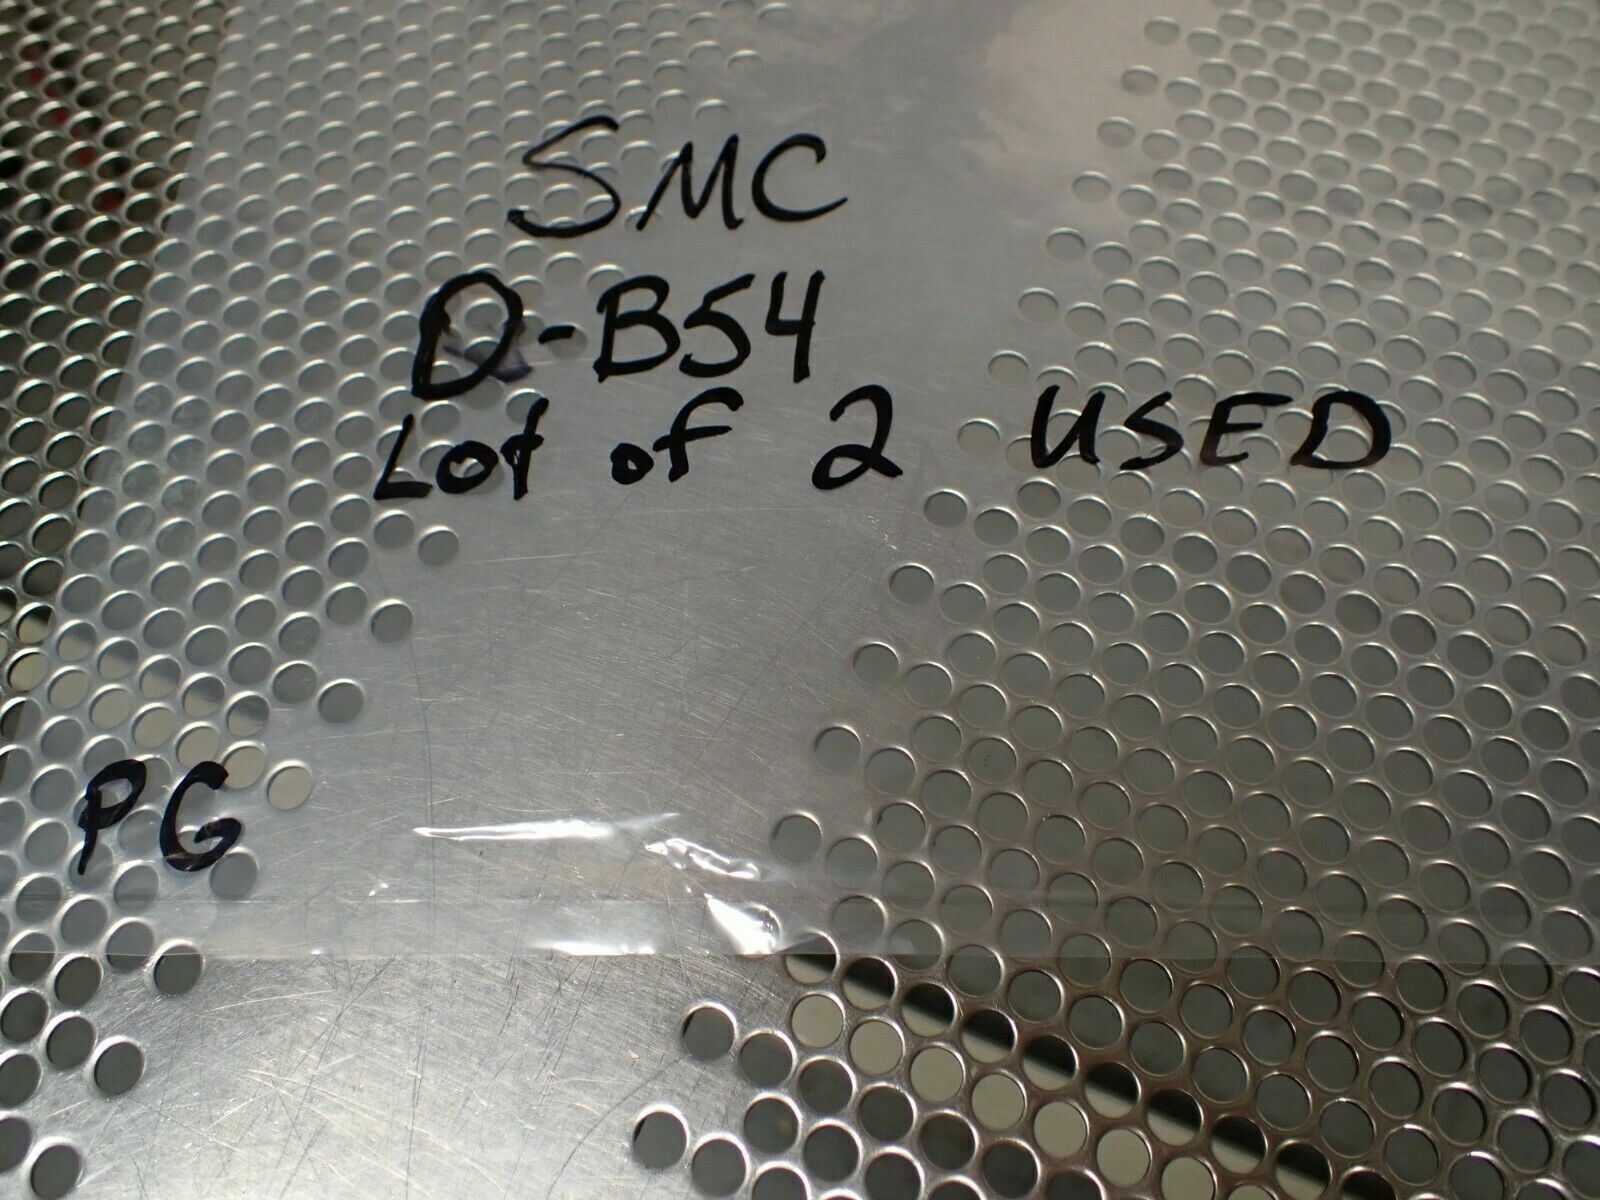 SMC
D-B54
Lot of 2 USED
PG